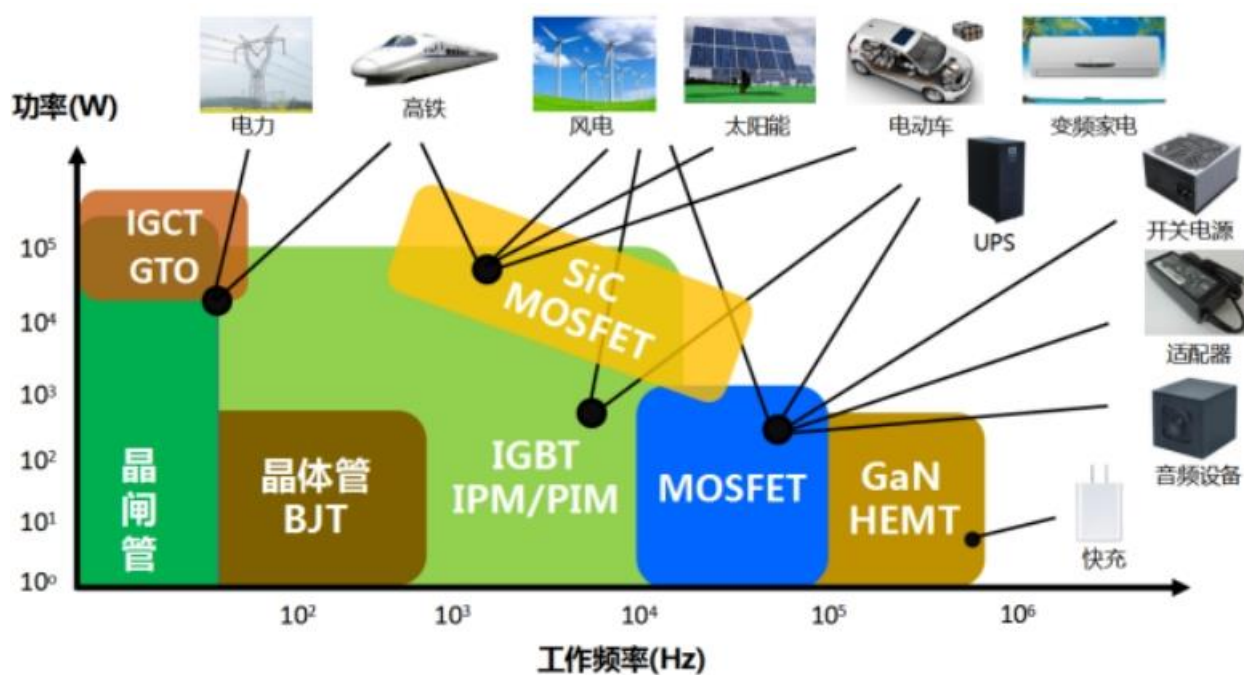 电力
高铁
风电
太阳能
电动车
变频家电
功率(W)
UPS
开关电源
适配器
音频设备
快充
IGCT
GTO
SiC
MOSFET
晶
闸
管
晶体管
BJT
IGBT
IPM/PIM
MOSFET
GaN
HEMT
10⁵
10⁴
10³
10²
10¹
10⁰
10²
10³
10⁴
10⁵
10⁶
工作频率(Hz)